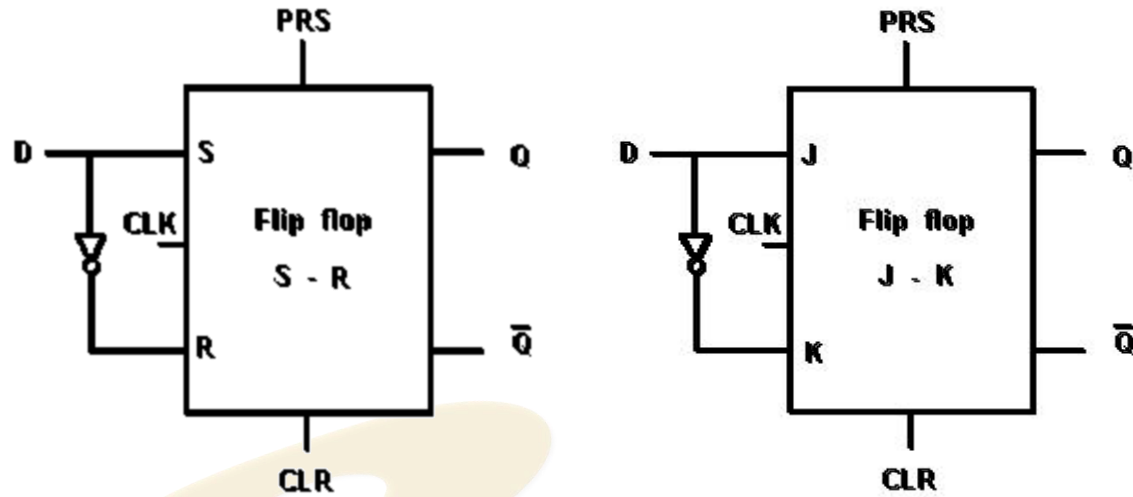 PRS
D
S
Q
CLK
Flip flop
S - R
R
Q̅
CLR
PRS
D
J
Q
CLK
Flip flop
J - K
K
Q̅
CLR